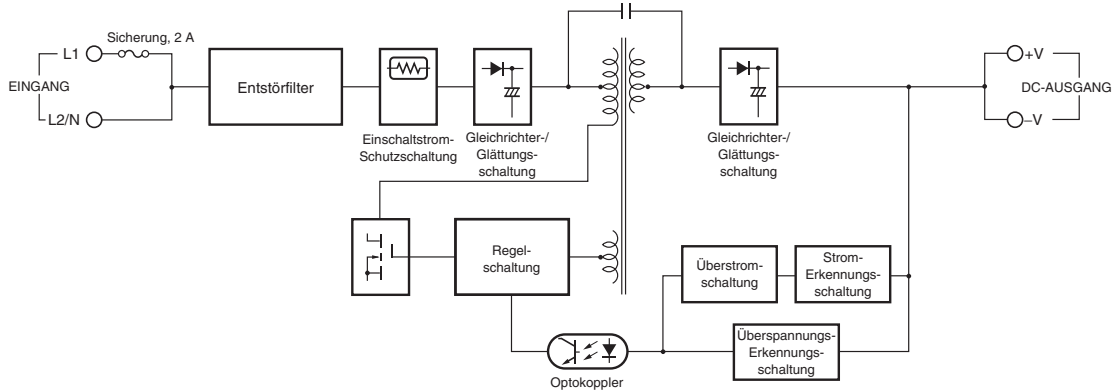 L1
Sicherung, 2 A
EINGANG
L2/N
Entstörfilter
Einschaltstrom-
Schutzschaltung
Gleichrichter-/
Glättungs-
schaltung
Gleichrichter-/
Glättungs-
schaltung
+V
DC-AUSGANG
–V
Regel-
schaltung
Überstrom-
schaltung
Strom-
Erkennungs-
schaltung
Überspannungs-
Erkennungs-
schaltung
Optokoppler